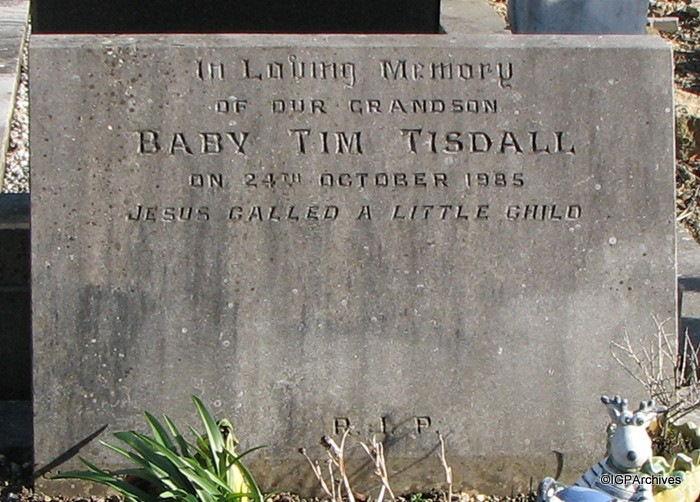 In Loving Memory
OF OUR GRANDSON
BABY TIM TISDALL
ON 24TH OCTOBER 1985
JESUS CALLED A LITTLE CHILD
R.I.P.
©IGPArchives